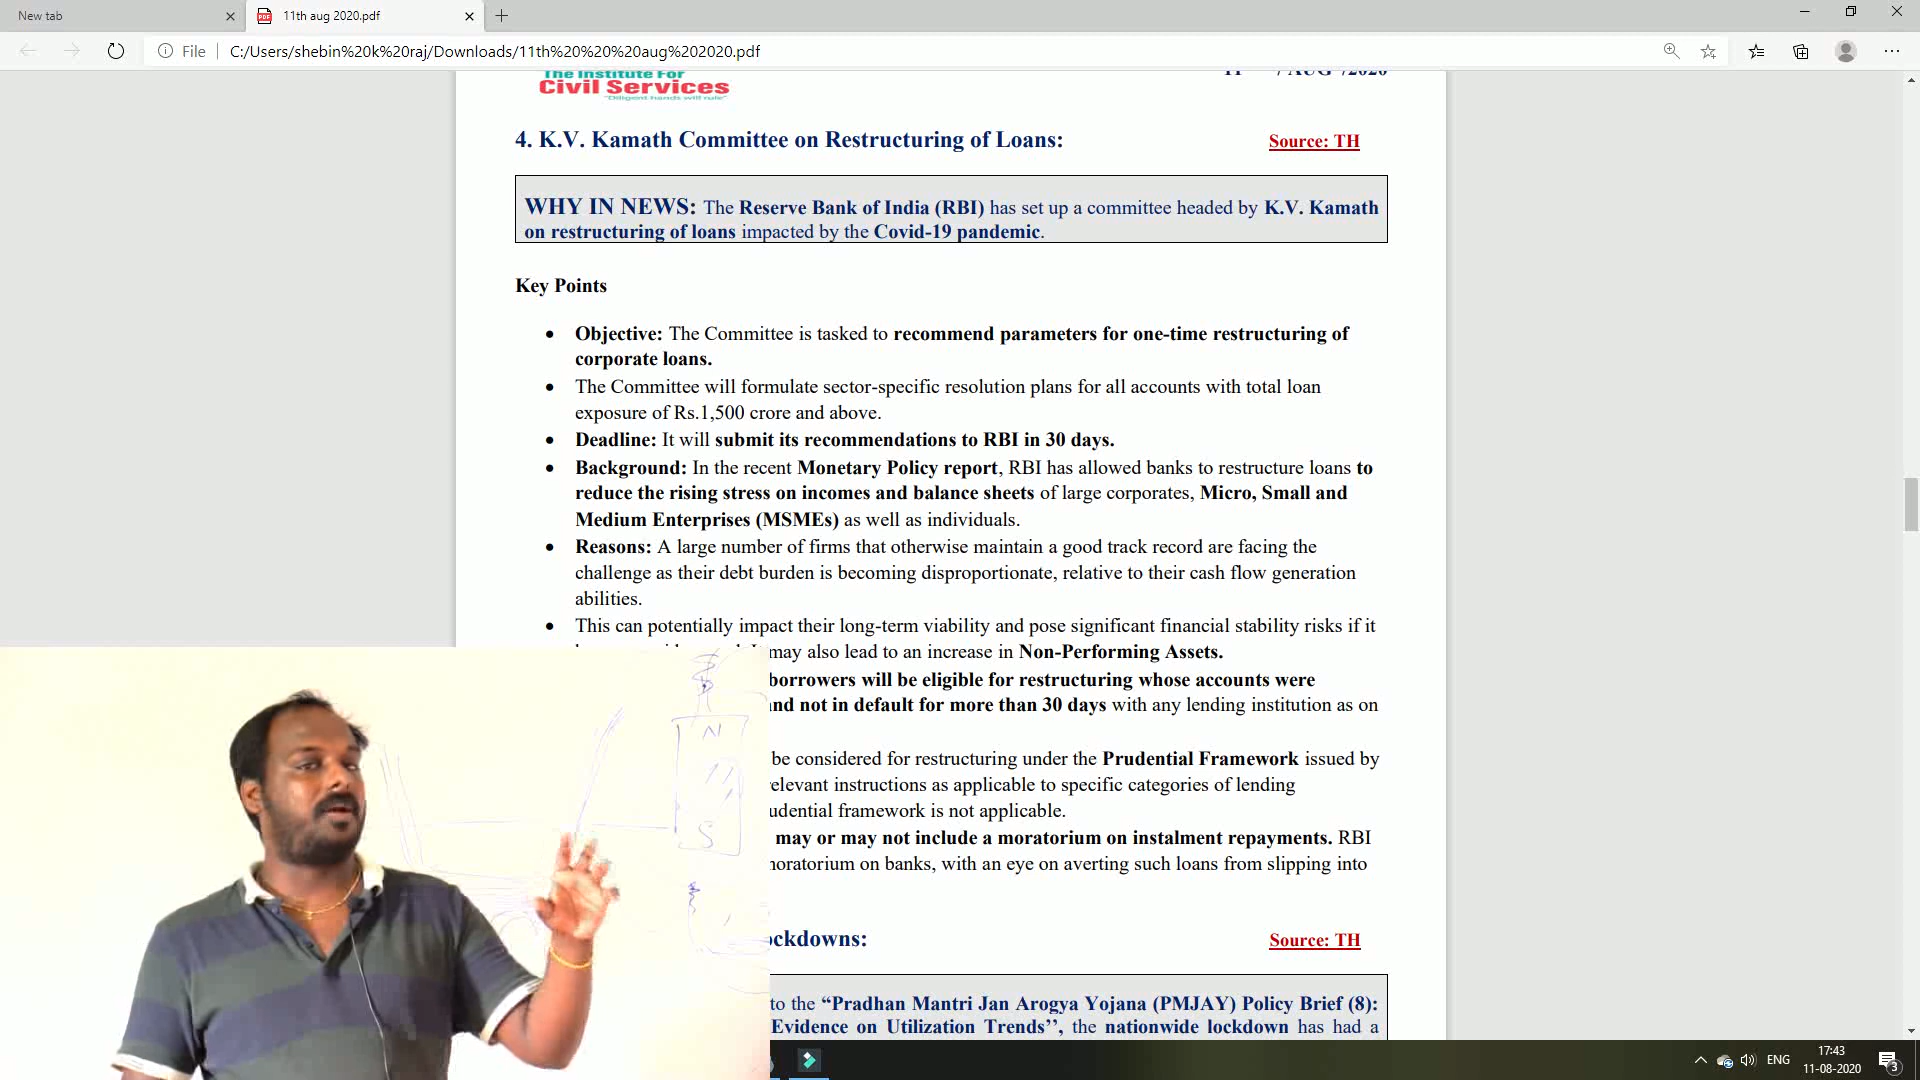 New tab
11th aug 2020.pdf
File
C:/Users/shebin%20k%20raj/Downloads/11th%20%20%20aug%202020.pdf
The Institute For
Civil Services
"Diligent hands will rule"
4. K.V. Kamath Committee on Restructuring of Loans:
Source: TH
WHY IN NEWS: The Reserve Bank of India (RBI) has set up a committee headed by K.V. Kamath
on restructuring of loans impacted by the Covid-19 pandemic.
Key Points
• Objective: The Committee is tasked to recommend parameters for one-time restructuring of
corporate loans.
• The Committee will formulate sector-specific resolution plans for all accounts with total loan
exposure of Rs.1,500 crore and above.
• Deadline: It will submit its recommendations to RBI in 30 days.
• Background: In the recent Monetary Policy report, RBI has allowed banks to restructure loans to
reduce the rising stress on incomes and balance sheets of large corporates, Micro, Small and
Medium Enterprises (MSMEs) as well as individuals.
• Reasons: A large number of firms that otherwise maintain a good track record are facing the
challenge as their debt burden is becoming disproportionate, relative to their cash flow generation
abilities.
• This can potentially impact their long-term viability and pose significant financial stability risks if it
may also lead to an increase in Non-Performing Assets.
borrowers will be eligible for restructuring whose accounts were
and not in default for more than 30 days with any lending institution as on
be considered for restructuring under the Prudential Framework issued by
relevant instructions as applicable to specific categories of lending
udential framework is not applicable.
may or may not include a moratorium on instalment repayments. RBI
moratorium on banks, with an eye on averting such loans from slipping into
ockdowns:
Source: TH
to the “Pradhan Mantri Jan Arogya Yojana (PMJAY) Policy Brief (8):
Evidence on Utilization Trends’’, the nationwide lockdown has had a
N
S
ENG
17:43
11-08-2020
3